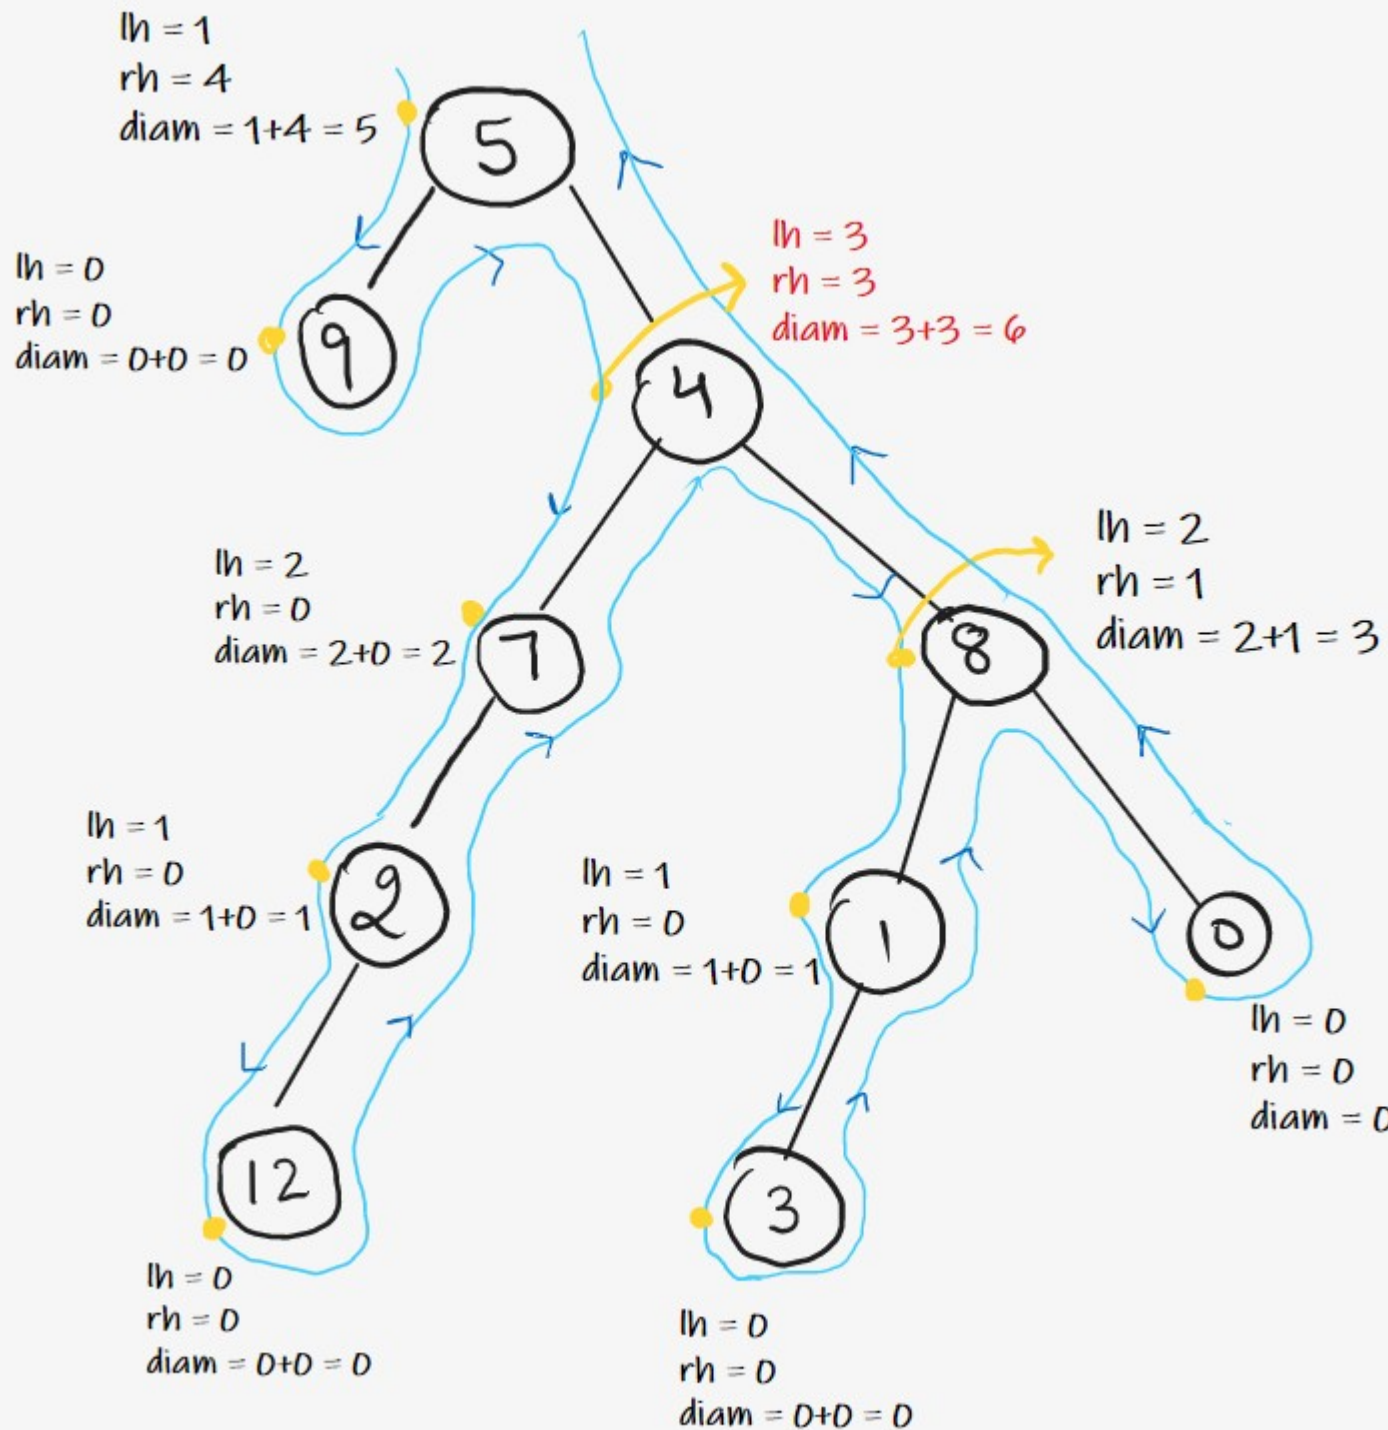 lh = 1
rh = 4
diam = 1+4 = 5
5
lh = 3
rh = 3
diam = 3+3 = 6
lh = 0
rh = 0
diam = 0+0 = 0
9
4
lh = 2
rh = 1
diam = 2+1 = 3
lh = 2
rh = 0
diam = 2+0 = 2
7
8
lh = 1
rh = 0
diam = 1+0 = 1
2
lh = 1
rh = 0
diam = 1+0 = 1
1
0
lh = 0
rh = 0
diam = 0
12
3
lh = 0
rh = 0
diam = 0+0 = 0
lh = 0
rh = 0
diam = 0+0 = 0